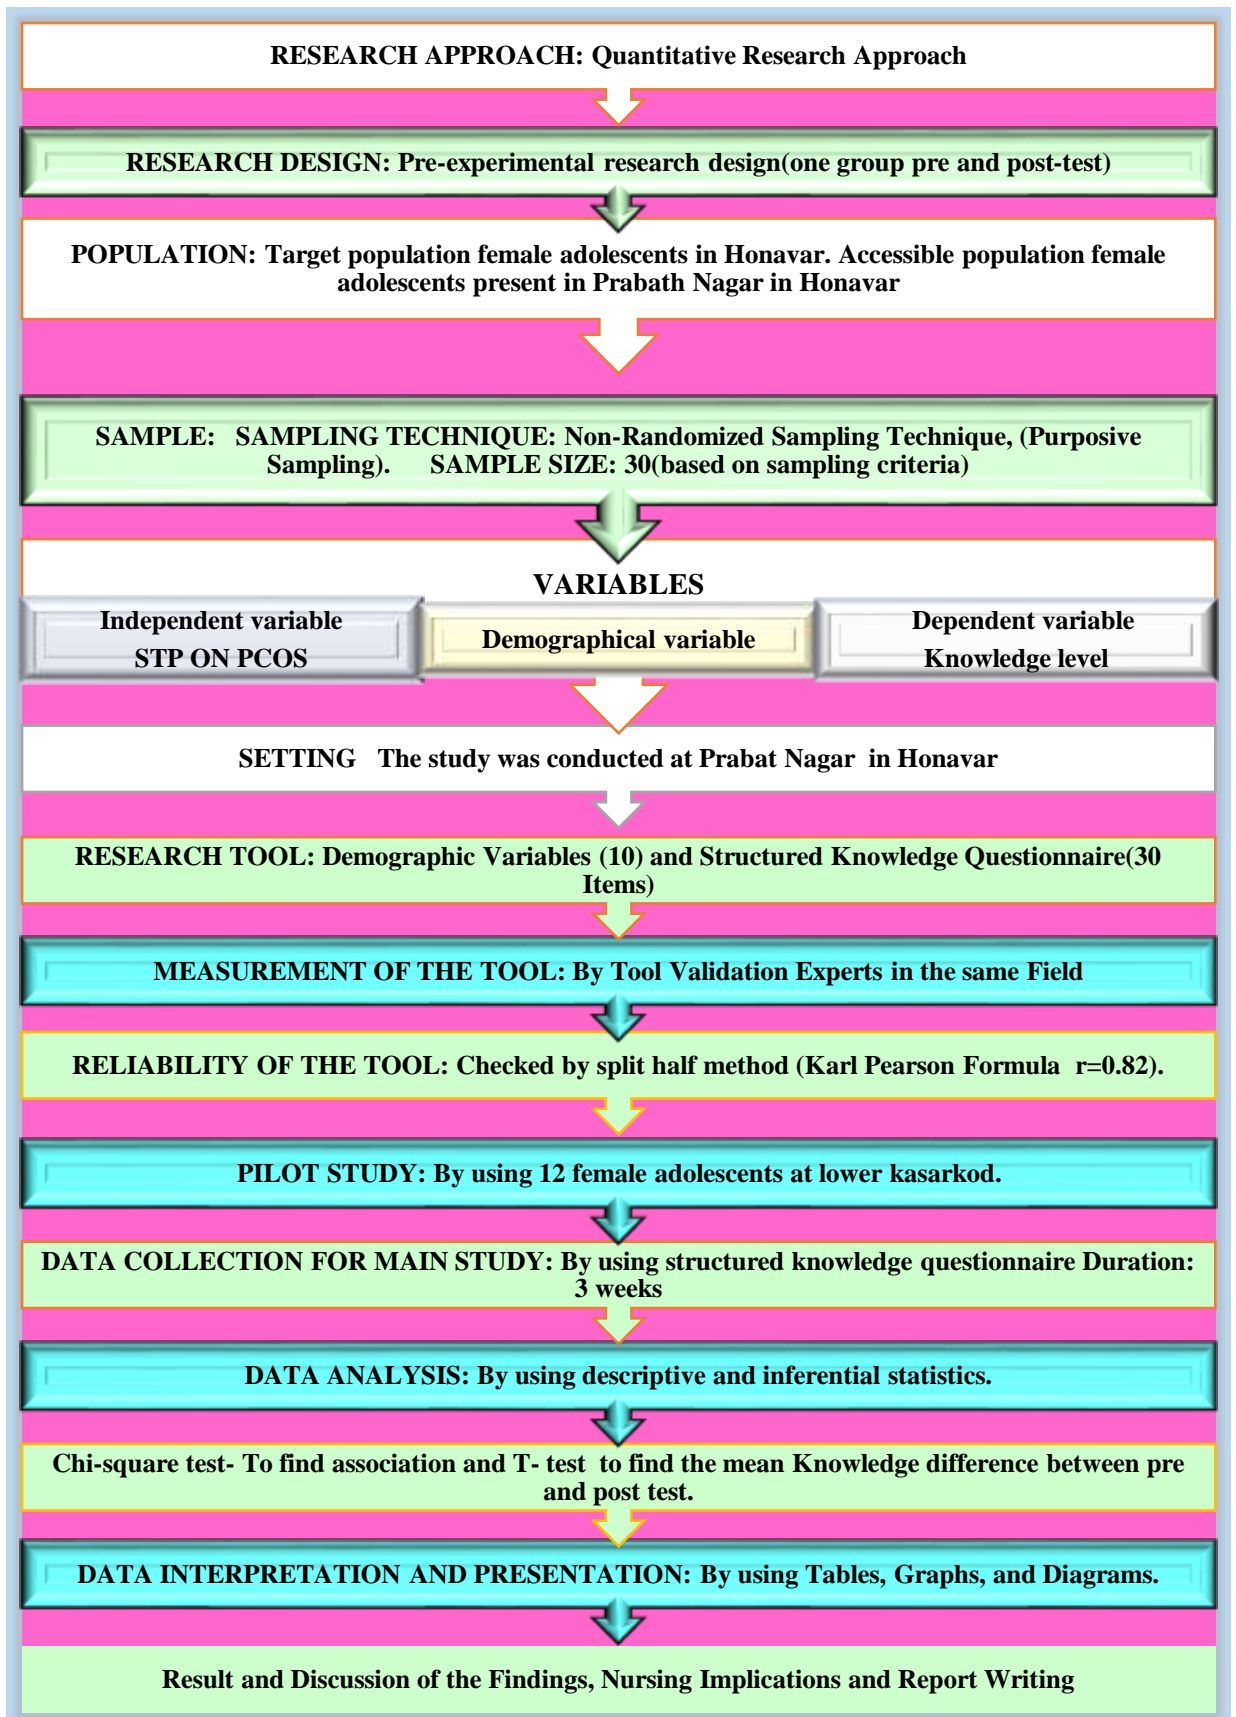 RESEARCH APPROACH: Quantitative Research Approach
RESEARCH DESIGN: Pre-experimental research design(one group pre and post-test)
POPULATION: Target population female adolescents in Honavar. Accessible population female
adolescents present in Prabath Nagar in Honavar
SAMPLE: SAMPLING TECHNIQUE: Non-Randomized Sampling Technique, (Purposive
Sampling). SAMPLE SIZE: 30(based on sampling criteria)
VARIABLES
Independent variable
STP ON PCOS
Demographical variable
Dependent variable
Knowledge level
SETTING The study was conducted at Prabat Nagar in Honavar
RESEARCH TOOL: Demographic Variables (10) and Structured Knowledge Questionnaire(30
Items)
MEASUREMENT OF THE TOOL: By Tool Validation Experts in the same Field
RELIABILITY OF THE TOOL: Checked by split half method (Karl Pearson Formula r=0.82).
PILOT STUDY: By using 12 female adolescents at lower kasarkod.
DATA COLLECTION FOR MAIN STUDY: By using structured knowledge questionnaire Duration:
3 weeks
DATA ANALYSIS: By using descriptive and inferential statistics.
Chi-square test- To find association and T- test to find the mean Knowledge difference between pre
and post test.
DATA INTERPRETATION AND PRESENTATION: By using Tables, Graphs, and Diagrams.
Result and Discussion of the Findings, Nursing Implications and Report Writing